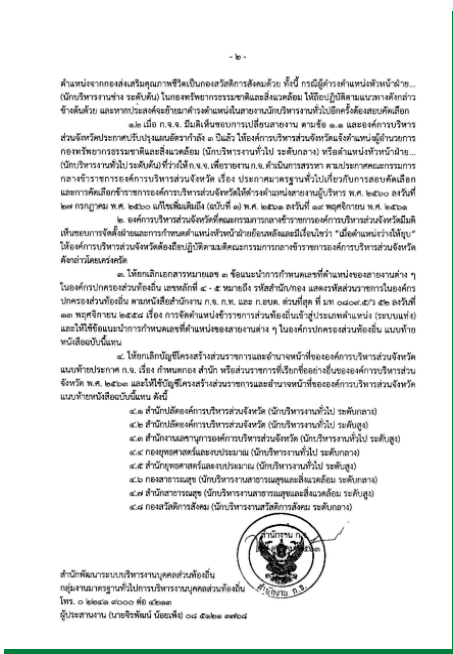 - ๒ -
ตำแหน่งจากกองส่งเสริมคุณภาพชีวิตเป็นกองสวัสดิการสังคมด้วย ทั้งนี้ กรณีผู้ดำรงตำแหน่งหัวหน้าฝ่าย...
(นักบริหารงานช่าง ระดับต้น) ในกองทรัพยากรธรรมชาติและสิ่งแวดล้อม ให้ถือปฏิบัติตามแนวทางดังกล่าว
ข้างต้นด้วย และหากประสงค์จะย้ายมาดำรงตำแหน่งในสายงานนักบริหารงานทั่วไปอีกครั้งต้องสอบคัดเลือก
๑.๒ เมื่อ ก.จ.จ. มีมติเห็นชอบการเปลี่ยนสายงาน ตามข้อ ๑.๑ และองค์การบริหาร
ส่วนจังหวัดประกาศปรับปรุงแผนอัตรากำลัง ๓ ปีแล้ว ให้องค์การบริหารส่วนจังหวัดแจ้งตำแหน่งผู้อำนวยการ
กองทรัพยากรธรรมชาติและสิ่งแวดล้อม (นักบริหารงานทั่วไป ระดับกลาง) หรือตำแหน่งหัวหน้าฝ่าย...
(นักบริหารงานทั่วไป ระดับต้น) ที่ว่างให้ ก.จ.จ. เพื่อรายงาน ก.จ. ดำเนินการสรรหา ตามประกาศคณะกรรมการ
กลางข้าราชการองค์การบริหารส่วนจังหวัด เรื่อง ประกาศมาตรฐานทั่วไปเกี่ยวกับการสอบคัดเลือก
และการคัดเลือกข้าราชการองค์การบริหารส่วนจังหวัดให้ดำรงตำแหน่งสายงานผู้บริหาร พ.ศ. ๒๕๖๐ ลงวันที่
๒๗ กรกฎาคม พ.ศ. ๒๕๖๐ แก้ไขเพิ่มเติมถึง (ฉบับที่ ๓) พ.ศ. ๒๕๖๑ ลงวันที่ ๑๙ พฤศจิกายน พ.ศ. ๒๕๖๑
๒. องค์การบริหารส่วนจังหวัดที่คณะกรรมการกลางข้าราชการองค์การบริหารส่วนจังหวัดมีมติ
เห็นชอบการจัดตั้งฝ่ายและการกำหนดตำแหน่งหัวหน้าฝ่ายย้อนหลังและมีเงื่อนไขว่า "เมื่อตำแหน่งว่างให้ยุบ"
ให้องค์การบริหารส่วนจังหวัดต้องถือปฏิบัติตามมติคณะกรรมการกลางข้าราชการองค์การบริหารส่วนจังหวัด
ดังกล่าวโดยเคร่งครัด
๓. ให้ยกเลิกเอกสารหมายเลข ๓ ข้อแนะนำการกำหนดเลขที่ตำแหน่งของสายงานต่าง ๆ
ในองค์กรปกครองส่วนท้องถิ่น เลขหลักที่ ๔ - ๕ หมายถึง รหัสสำนัก/กอง แสดงรหัสส่วนราชการในองค์กร
ปกครองส่วนท้องถิ่น ตามหนังสือสำนักงาน ก.จ. ก.ท. และ ก.อบต. ด่วนที่สุด ที่ มท ๐๘๐๙.๕/ว ๕๒ ลงวันที่
๑๓ พฤศจิกายน ๒๕๕๘ เรื่อง การจัดตำแหน่งข้าราชการส่วนท้องถิ่นเข้าสู่ประเภทตำแหน่ง (ระบบแท่ง)
และให้ใช้ข้อแนะนำการกำหนดเลขที่ตำแหน่งของสายงานต่าง ๆ ในองค์กรปกครองส่วนท้องถิ่น แนบท้าย
หนังสือฉบับนี้แทน
๔. ให้ยกเลิกบัญชีโครงสร้างส่วนราชการและอำนาจหน้าที่ขององค์การบริหารส่วนจังหวัด
แนบท้ายประกาศ ก.จ. เรื่อง กำหนดกอง สำนัก หรือส่วนราชการที่เรียกชื่ออย่างอื่นขององค์การบริหารส่วน
จังหวัด พ.ศ. ๒๕๖๓ และให้ใช้บัญชีโครงสร้างส่วนราชการและอำนาจหน้าที่ขององค์การบริหารส่วนจังหวัด
แนบท้ายหนังสือฉบับนี้แทน ดังนี้
๔.๑ สำนักปลัดองค์การบริหารส่วนจังหวัด (นักบริหารงานทั่วไป ระดับกลาง)
๔.๒ สำนักปลัดองค์การบริหารส่วนจังหวัด (นักบริหารงานทั่วไป ระดับสูง)
๔.๓ สำนักงานเลขานุการองค์การบริหารส่วนจังหวัด (นักบริหารงานทั่วไป ระดับกลาง)
๔.๔ กองยุทธศาสตร์และงบประมาณ (นักบริหารงานทั่วไป ระดับกลาง)
๔.๕ สำนักยุทธศาสตร์และงบประมาณ (นักบริหารงานทั่วไป ระดับสูง)
๔.๖ กองสาธารณสุข (นักบริหารงานสาธารณสุขและสิ่งแวดล้อม ระดับกลาง)
๔.๗ สำนักสาธารณสุข (นักบริหารงานสาธารณสุขและสิ่งแวดล้อม ระดับสูง)
๔.๘ กองสวัสดิการสังคม (นักบริหารงานสวัสดิการสังคม ระดับกลาง)
สำนักงาน ก.จ.
สำนักพัฒนาระบบบริหารงานบุคคลส่วนท้องถิ่น
กลุ่มงานมาตรฐานทั่วไปการบริหารงานบุคคลส่วนท้องถิ่น
โทร. ๐ ๒๒๔๑ ๙๐๐๐ ต่อ ๔๒๑๓
ผู้ประสานงาน (นายจิรพัฒน์ น้อยเพ็ง) ๐๘ ๕๑๒๑ ๓๗๖๘